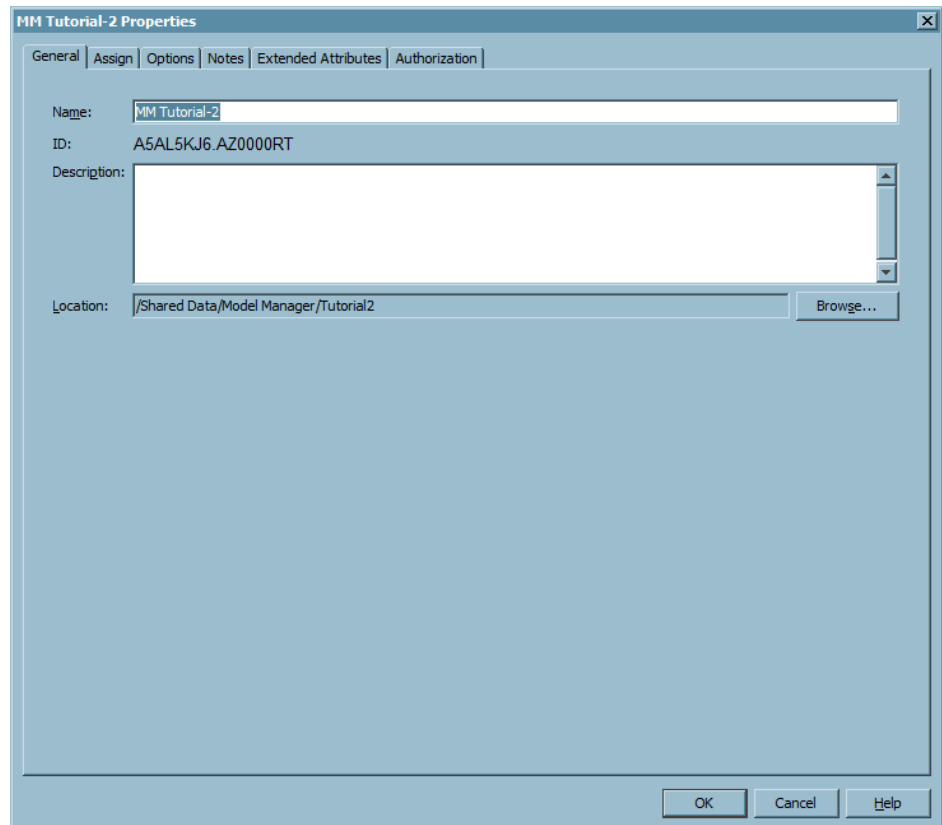 MM Tutorial-2 Properties
General Assign Options Notes Extended Attributes Authorization
Name: MM Tutorial-2
ID: A5AL5KJ6.AZ0000RT
Description:
Location: /Shared Data/Model Manager/Tutorial2 Browse...
OK Cancel Help